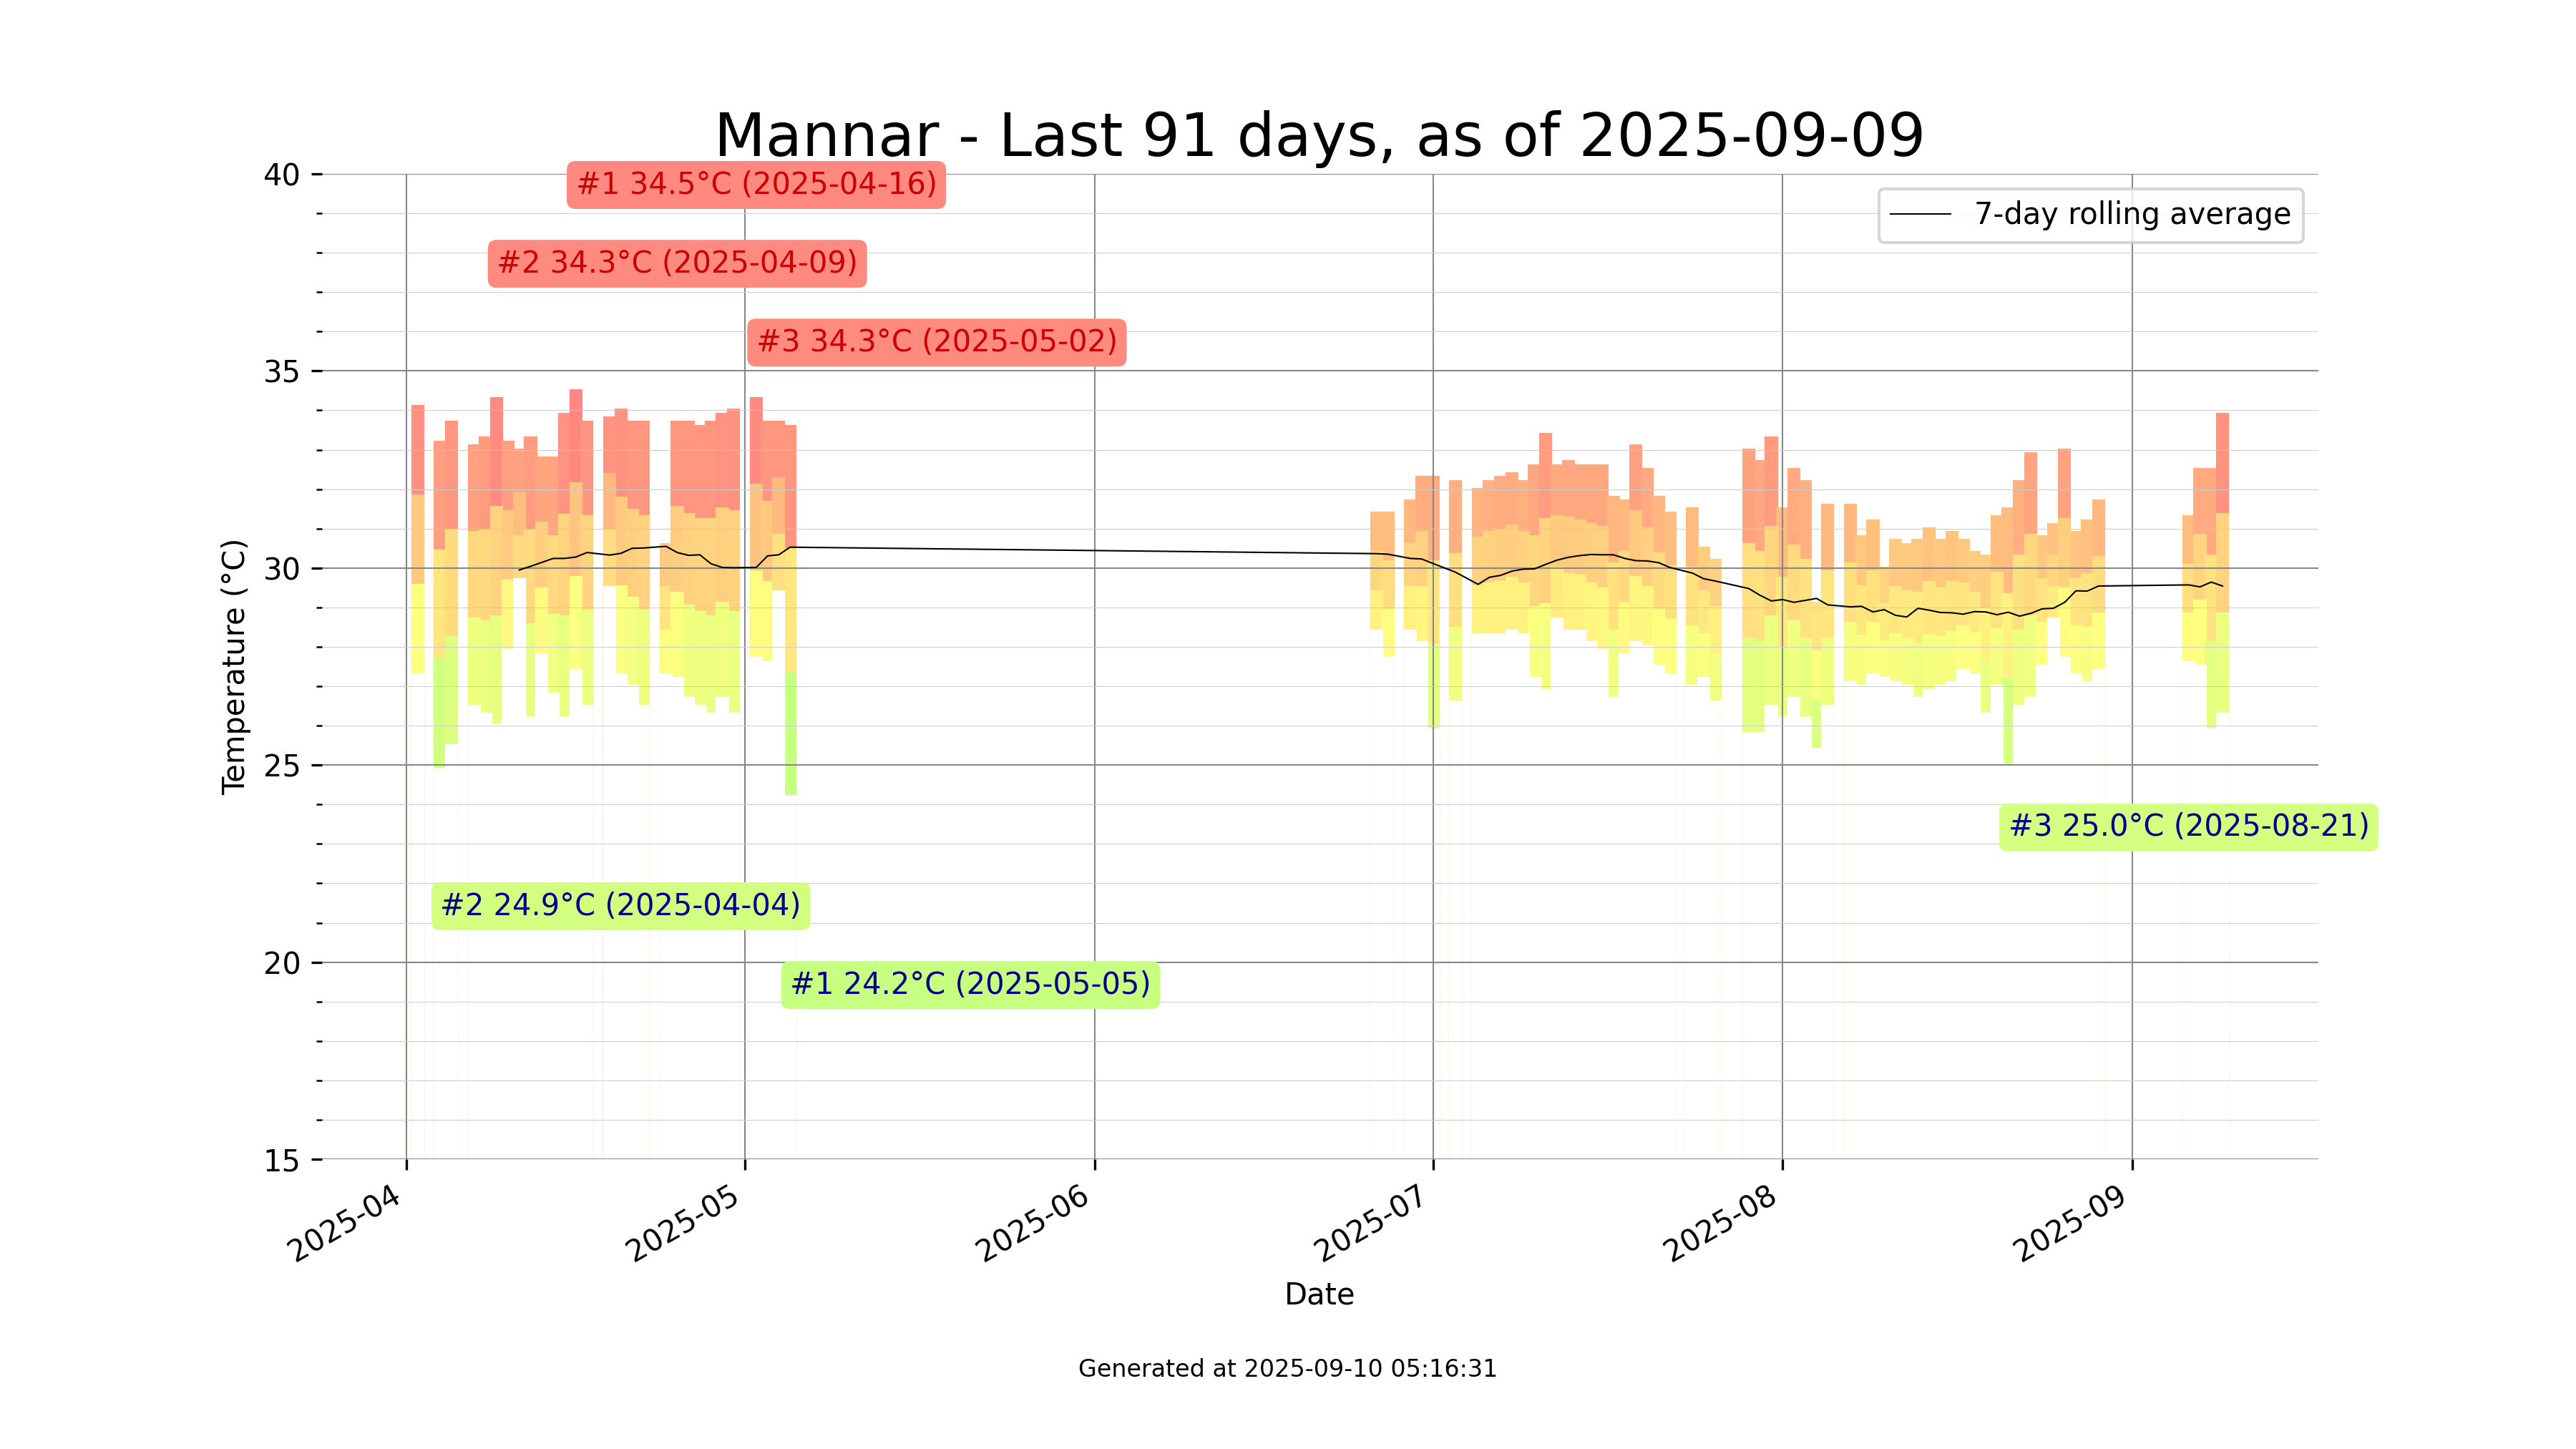 Mannar - Last 91 days, as of 2025-09-09
7-day rolling average
#1 34.5°C (2025-04-16)
#2 34.3°C (2025-04-09)
#3 34.3°C (2025-05-02)
#3 25.0°C (2025-08-21)
#2 24.9°C (2025-04-04)
#1 24.2°C (2025-05-05)
Temperature (°C)
40
35
30
25
20
15
2025-04
2025-05
2025-06
2025-07
2025-08
2025-09
Date
Generated at 2025-09-10 05:16:31